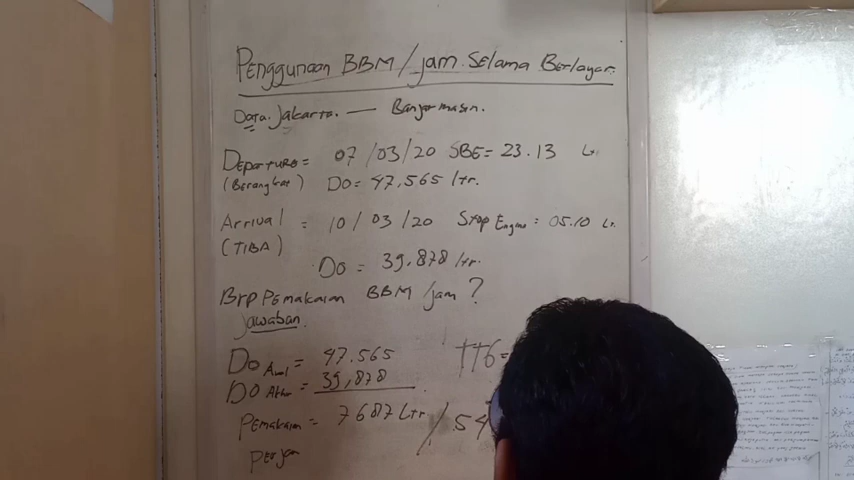 Penggunaan BBM/jam Selama Berlayar.
Data. Jakarta. — Banjarmasin.
Departure = 07/03/20 SBE = 23.13 Lt
(Berangkat) DO = 47.565 ltr.
Arrival = 10/03/20 Stop Engine = 05.10 Lt.
(TIBA)
DO = 39.878 ltr.
Brp Pemakaian BBM/jam?
Jawaban.
DO Awal = 47.565
DO Akhir = 39,878
Pemakaian = 7687 Ltr / 54
perjam